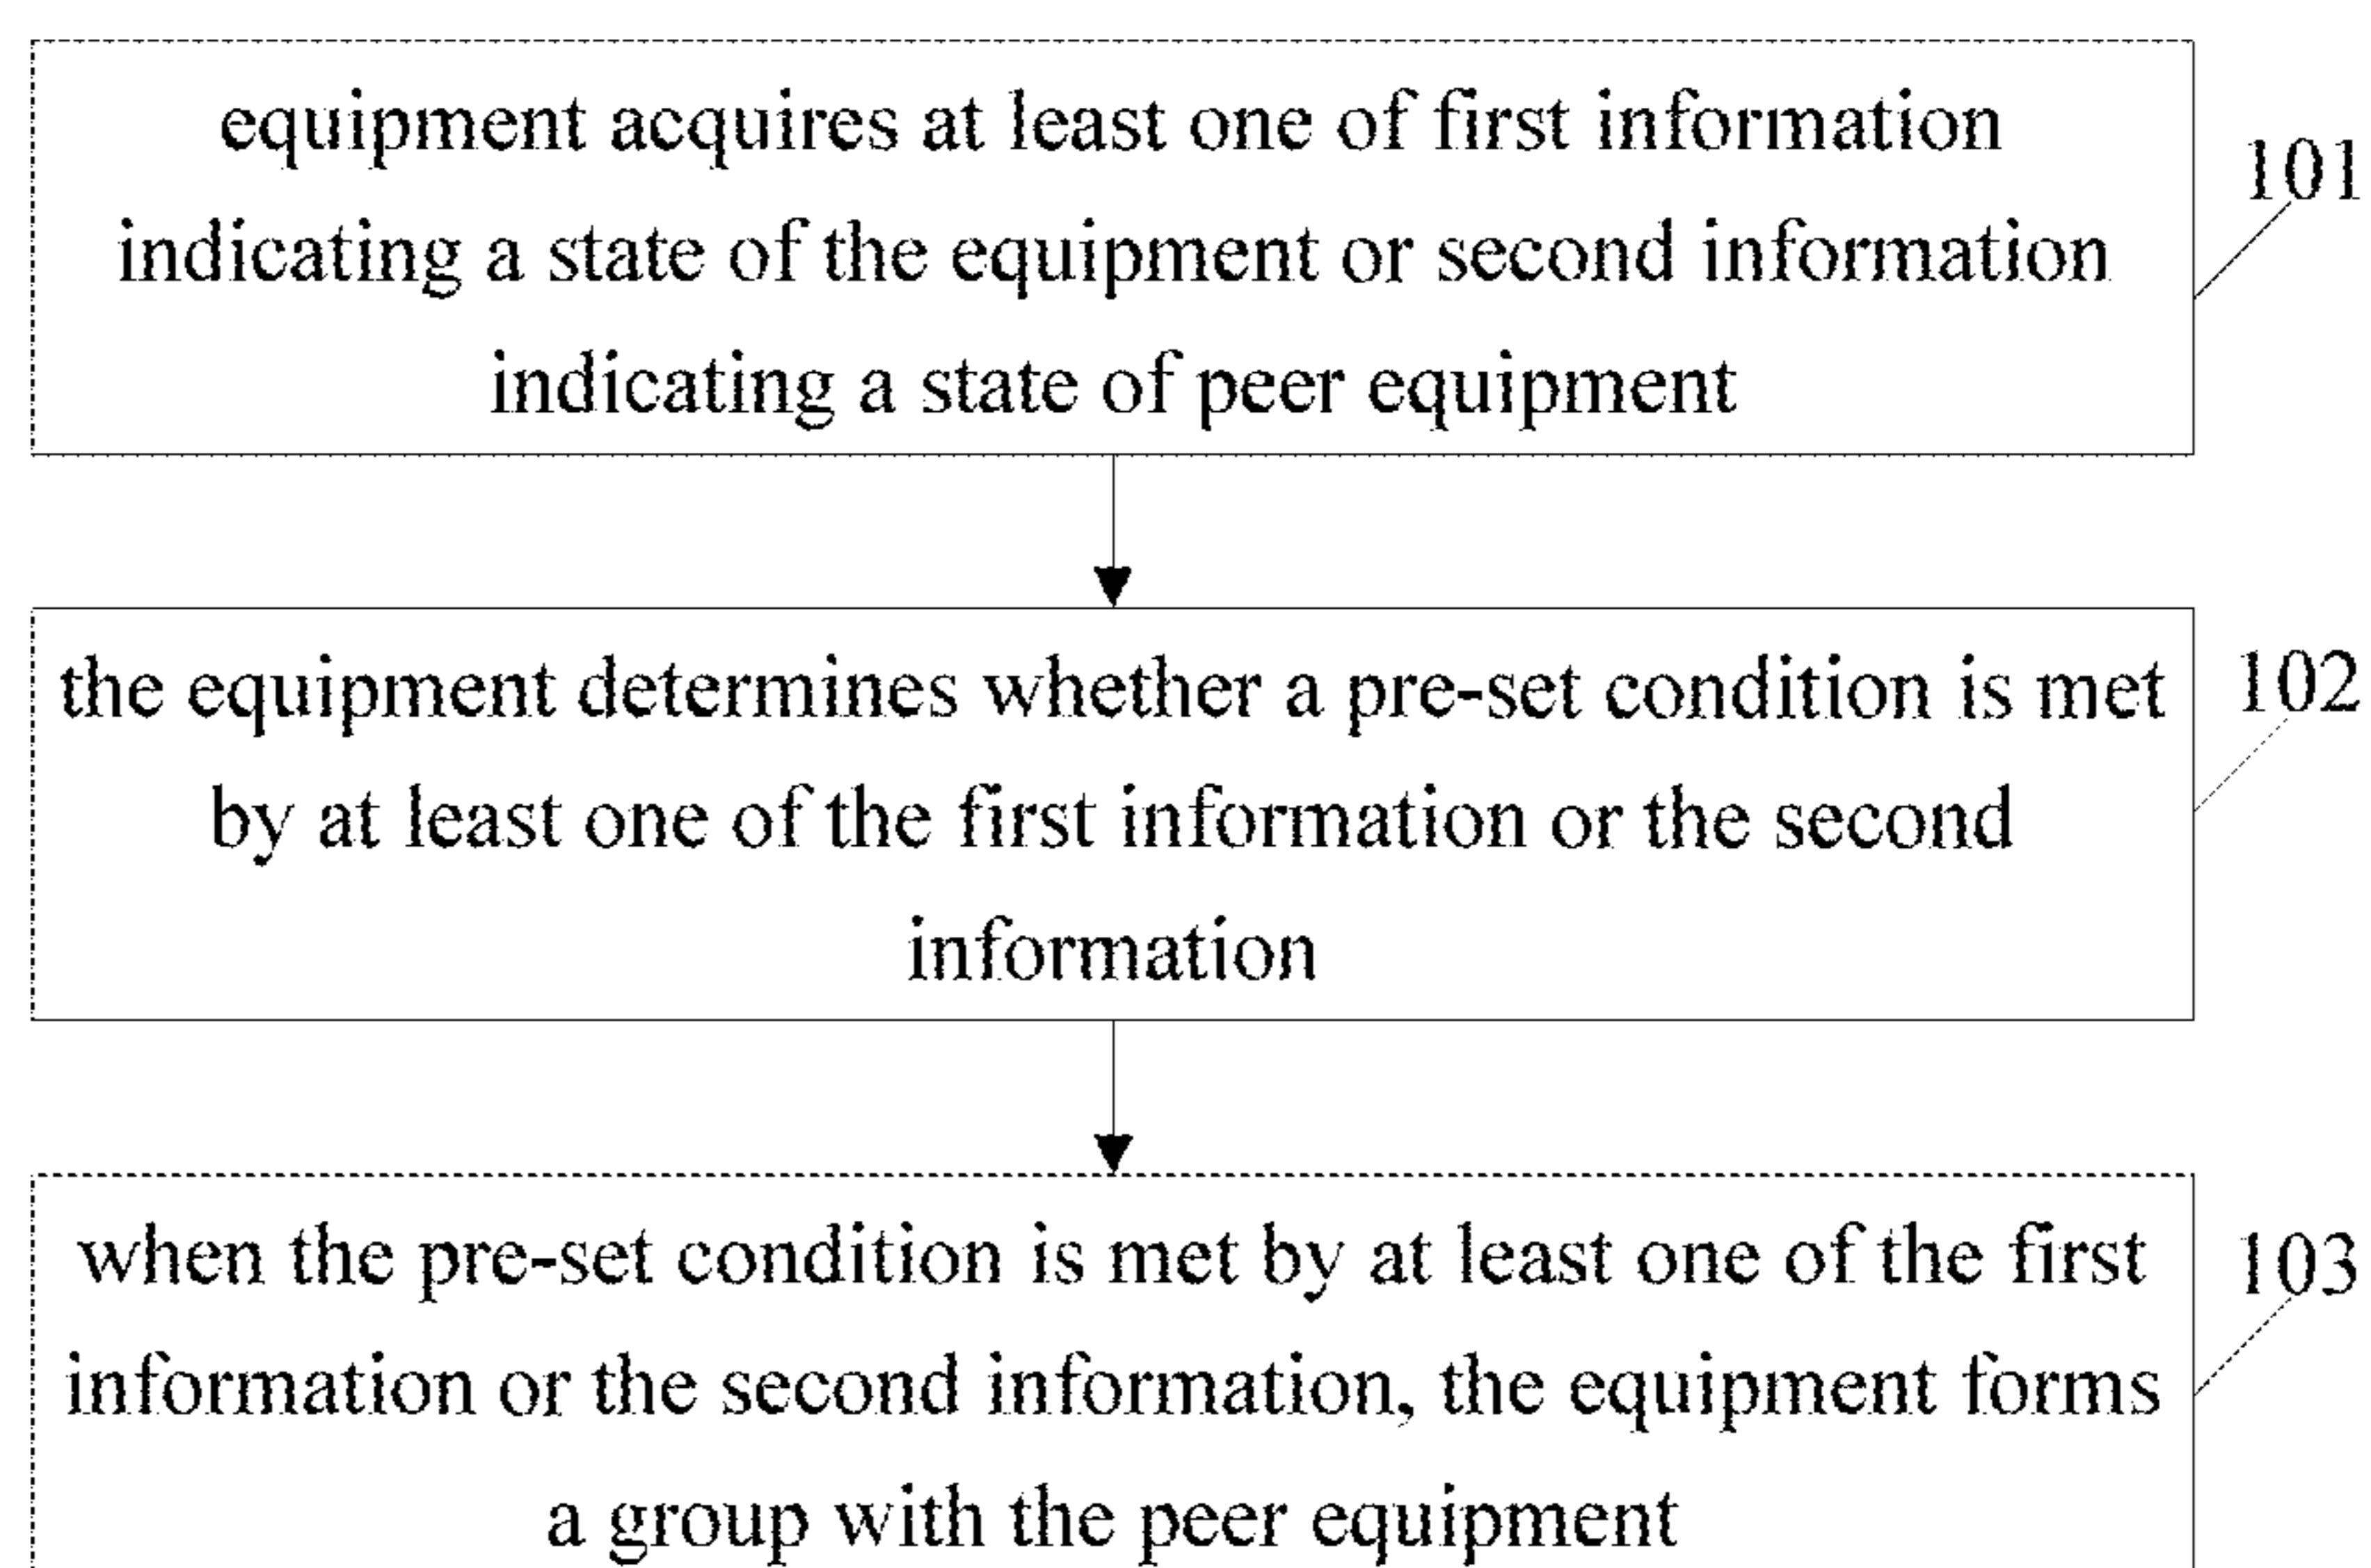 equipment acquires at least one of first information
indicating a state of the equipment or second information
indicating a state of peer equipment
101
the equipment determines whether a pre-set condition is met
by at least one of the first information or the second
information
102
when the pre-set condition is met by at least one of the first
information or the second information, the equipment forms
a group with the peer equipment
103